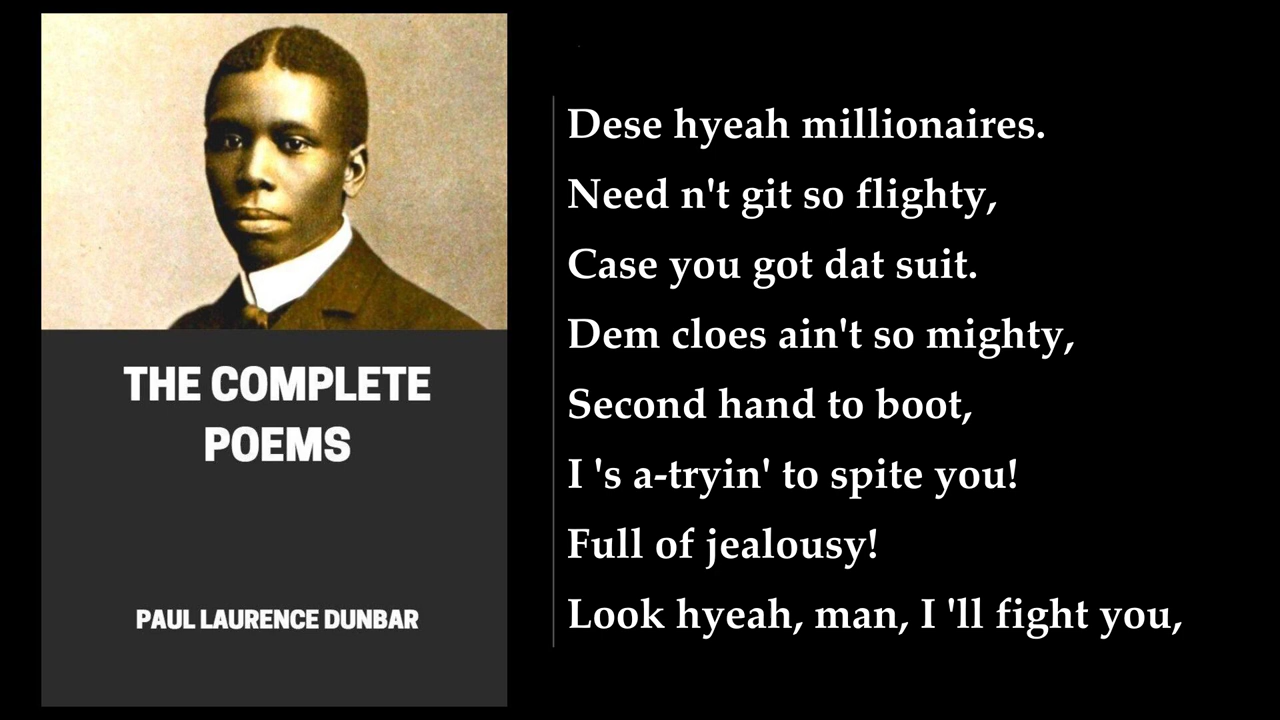 THE COMPLETE
POEMS
PAUL LAURENCE DUNBAR
Dese hyeah millionaires.
Need n't git so flighty,
Case you got dat suit.
Dem cloes ain't so mighty,
Second hand to boot,
I 's a-tryin' to spite you!
Full of jealousy!
Look hyeah, man, I 'll fight you,